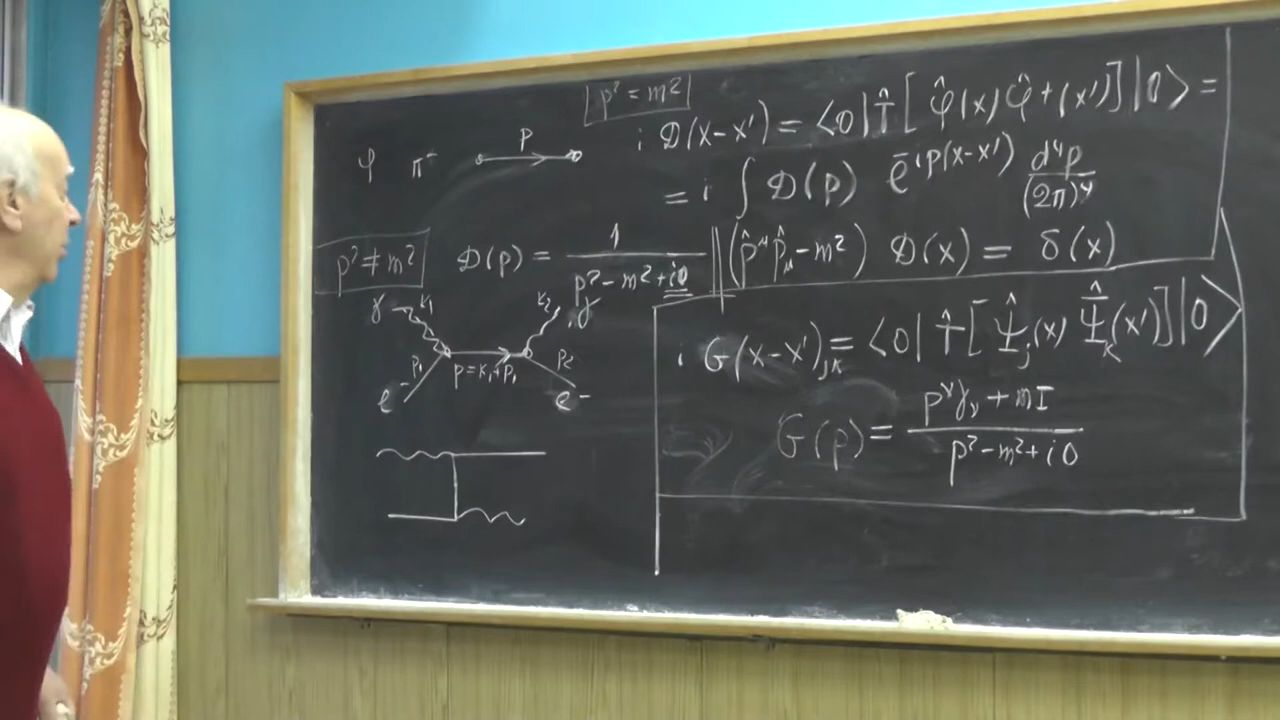 p² = m²
i D(x-x') = <0|T̂[φ̂(x) φ̂⁺(x')]|0> =
φ π⁺ p
= i ∫ D(p) e^{-ip(x-x')} d⁴p/(2π)⁴
p² ≠ m² D(p) = 1/(p² - m² + i0) || (p̂^μ p̂_μ - m²) D(x) = δ(x)
γ k₁ k₂ γ
i G(x-x')_{jk} = <0|T̂[Ψ̂_j(x) Ψ̄̂_k(x')]|0>
p₁ p = k₁ + p₁ p₂
e⁻ e⁻
G(p) = (p^ν γ_ν + mI)/(p² - m² + i0)